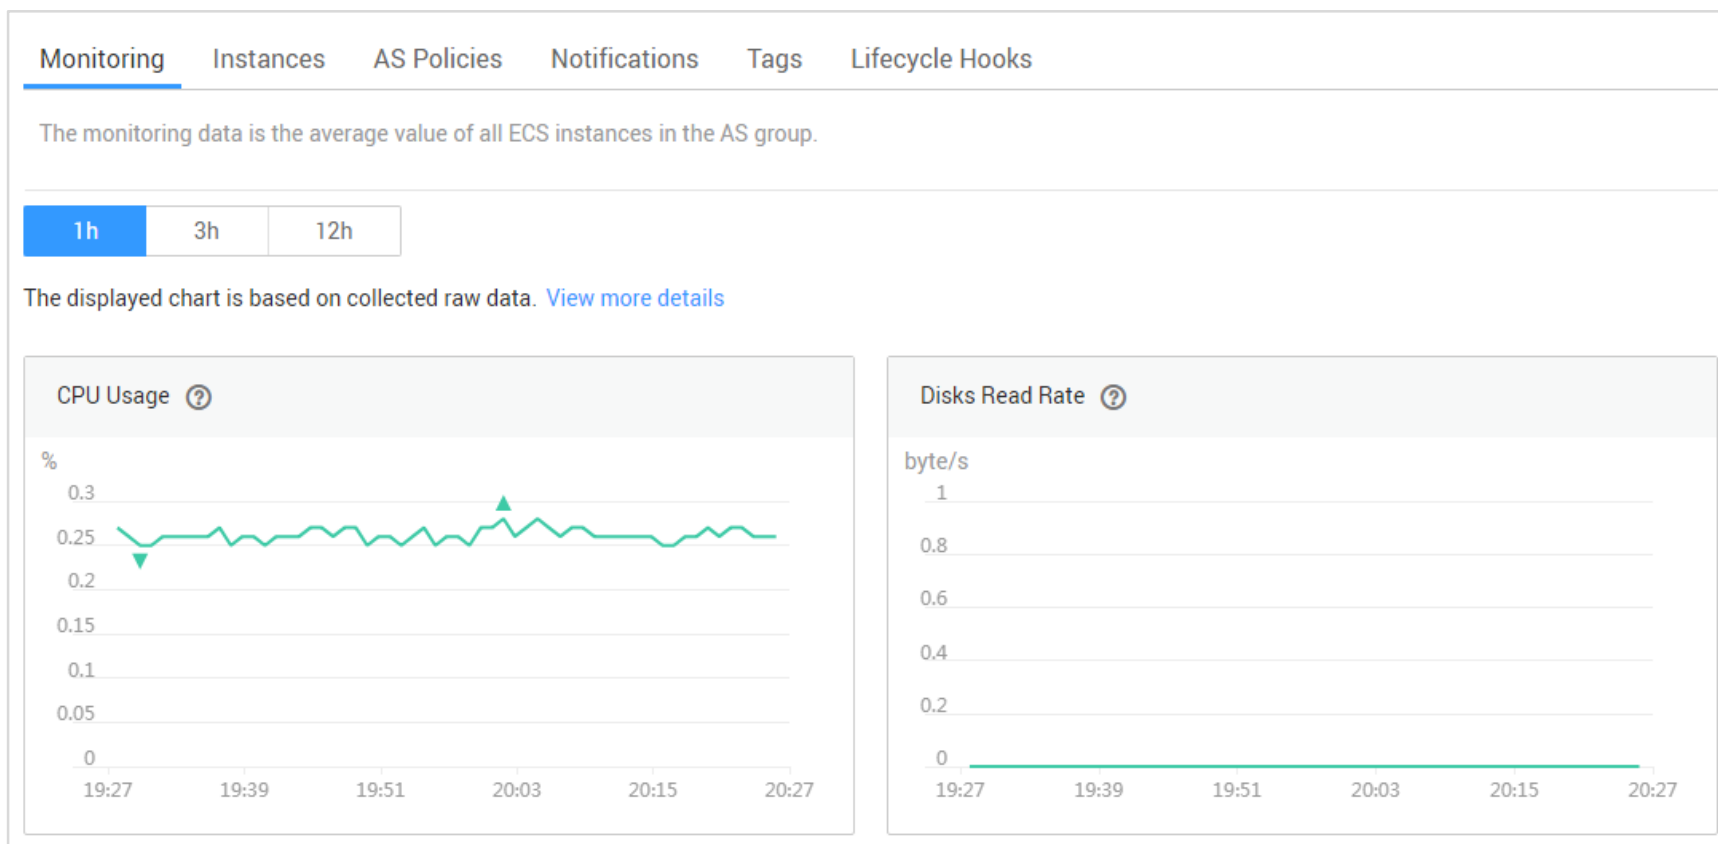 Monitoring Instances AS Policies Notifications Tags Lifecycle Hooks
The monitoring data is the average value of all ECS instances in the AS group.
1h 3h 12h
The displayed chart is based on collected raw data. View more details
CPU Usage ?
%
0.3
0.25
0.2
0.15
0.1
0.05
0
19:27 19:39 19:51 20:03 20:15 20:27
Disks Read Rate ?
byte/s
1
0.8
0.6
0.4
0.2
0
19:27 19:39 19:51 20:03 20:15 20:27